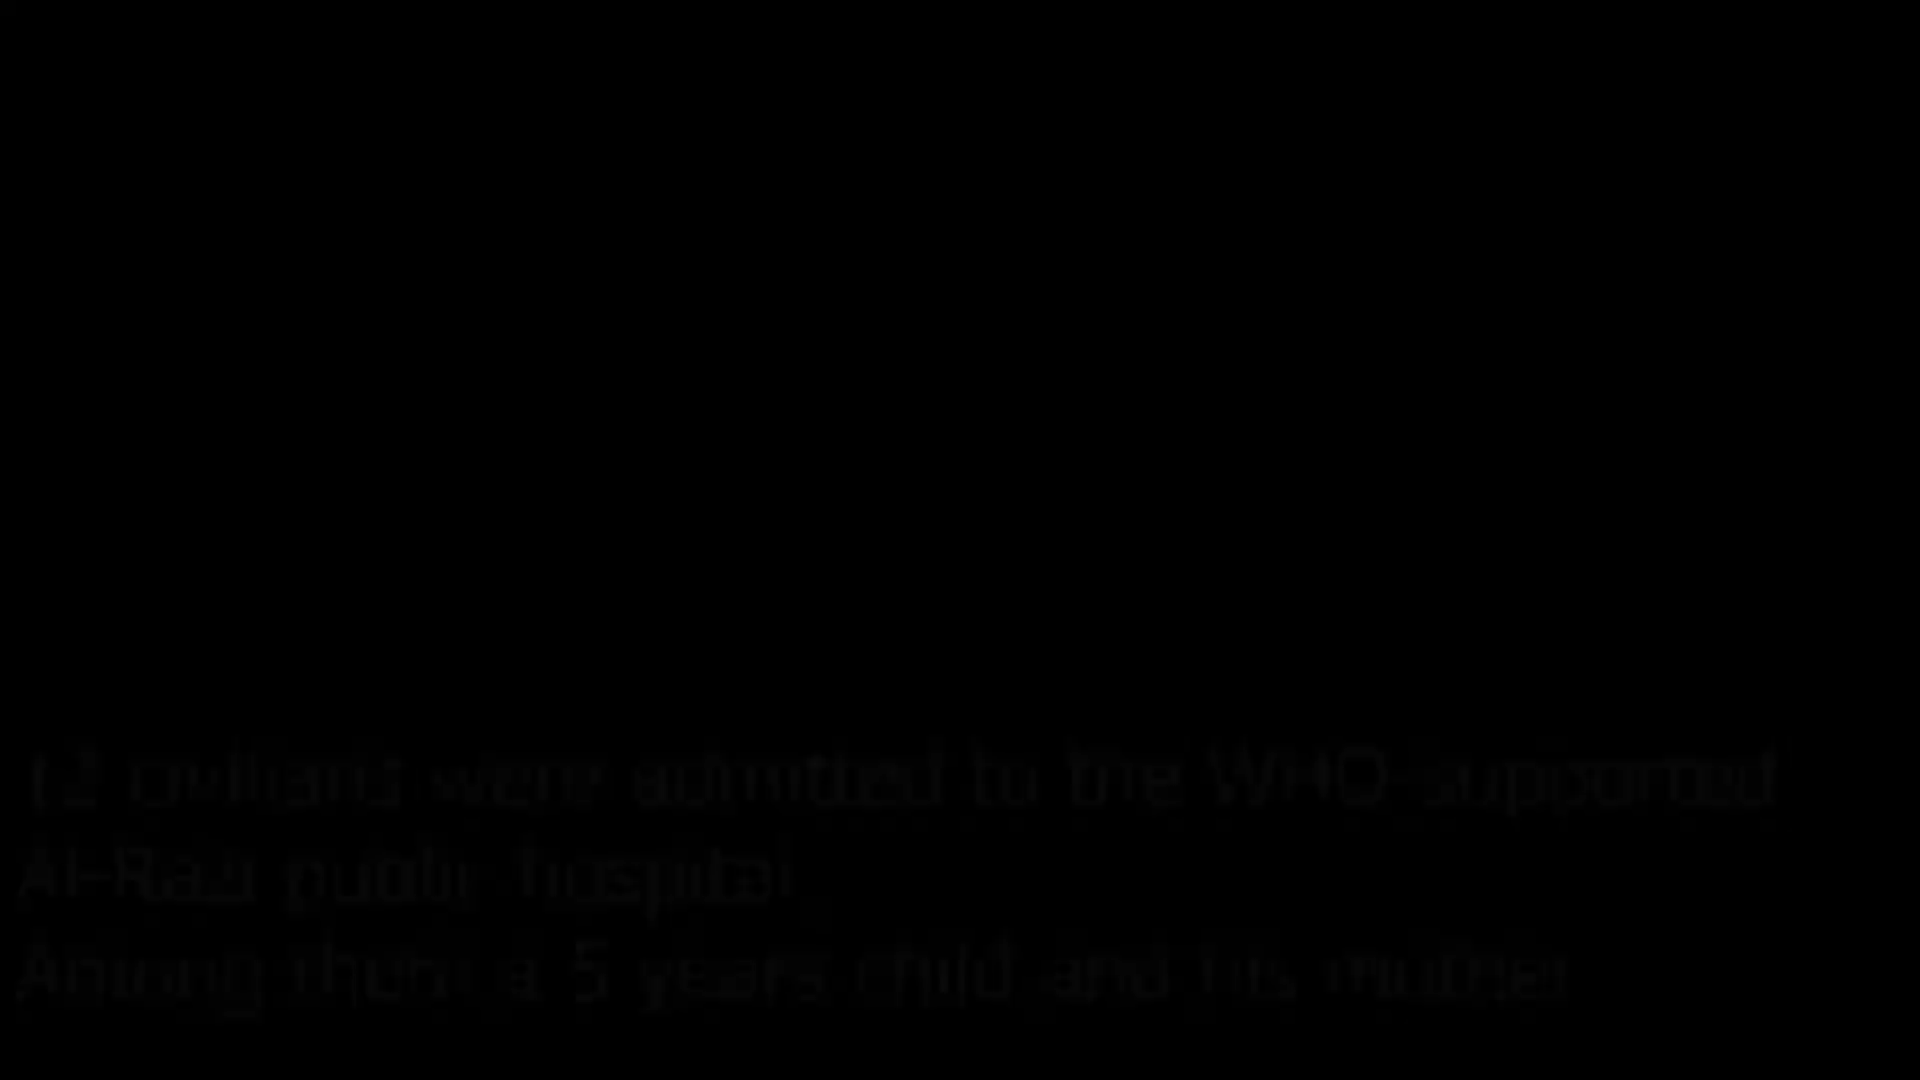 12 civilians were admitted to the WHO supported
Al-Razi public hospital
Among them a 5 years child and his mother